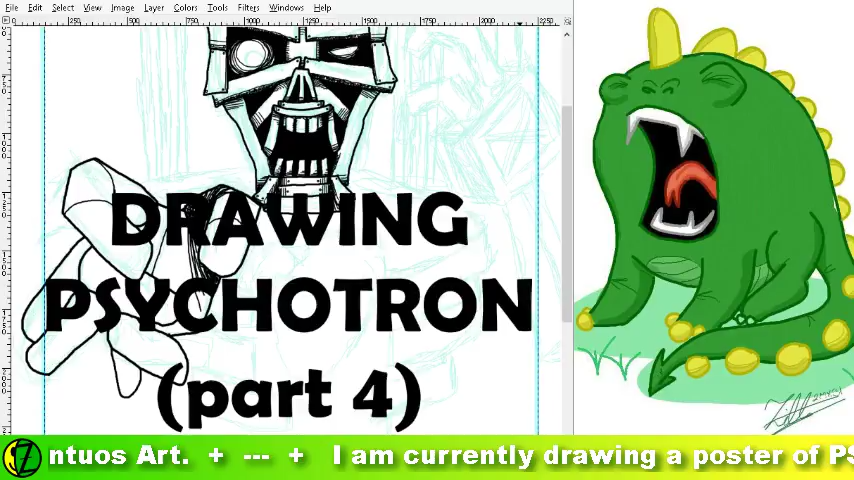 File Edit Select View Image Layer Colors Tools Filters Windows Help
DRAWING
PSYCHOTRON
(part 4)
ntuos Art. + --- + I am currently drawing a poster of PS